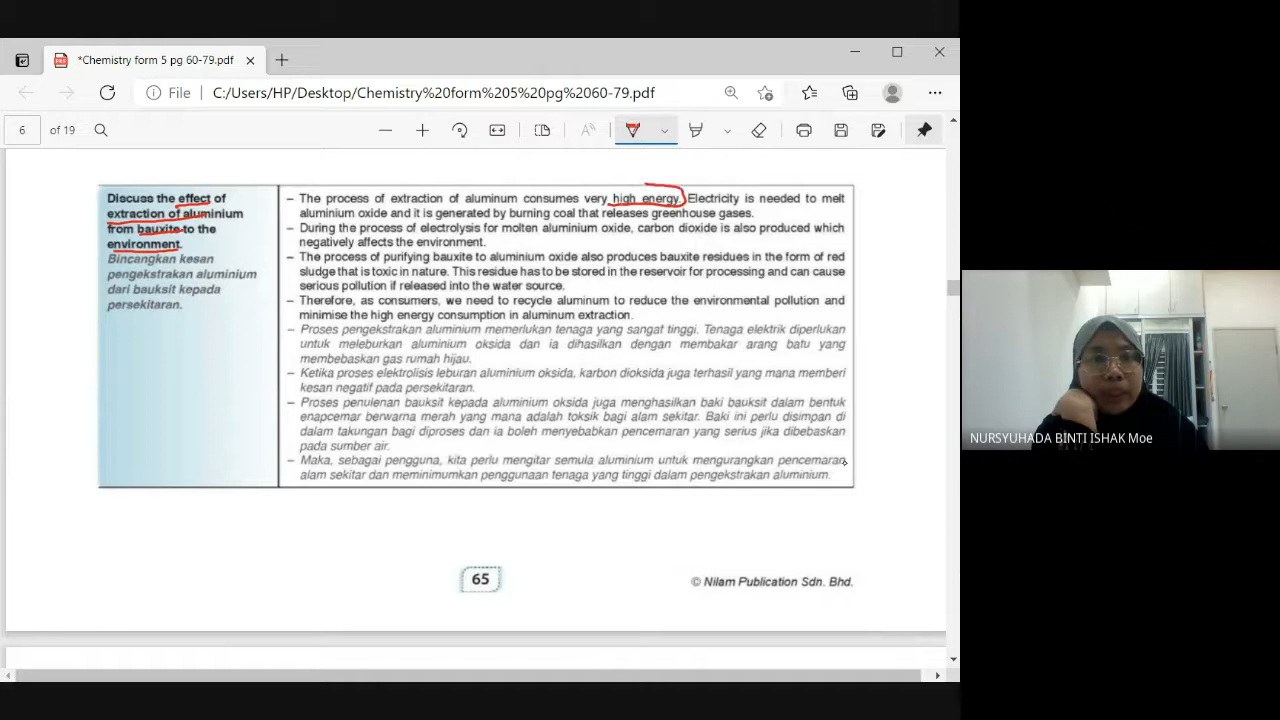 *Chemistry form 5 pg 60-79.pdf
File
C:/Users/HP/Desktop/Chemistry%20form%205%20pg%2060-79.pdf
6 of 19
Discuss the effect of
extraction of aluminium
from bauxite to the
environment.
Bincangkan kesan
pengekstrakan aluminium
dari bauksit kepada
persekitaran.
– The process of extraction of aluminum consumes very high energy. Electricity is needed to melt
aluminium oxide and it is generated by burning coal that releases greenhouse gases.
– During the process of electrolysis for molten aluminium oxide, carbon dioxide is also produced which
negatively affects the environment.
– The process of purifying bauxite to aluminium oxide also produces bauxite residues in the form of red
sludge that is toxic in nature. This residue has to be stored in the reservoir for processing and can cause
serious pollution if released into the water source.
– Therefore, as consumers, we need to recycle aluminum to reduce the environmental pollution and
minimise the high energy consumption in aluminum extraction.
– Proses pengekstrakan aluminium memerlukan tenaga yang sangat tinggi. Tenaga elektrik diperlukan
untuk meleburkan aluminium oksida dan ia dihasilkan dengan membakar arang batu yang
membebaskan gas rumah hijau.
– Ketika proses elektrolisis leburan aluminium oksida, karbon dioksida juga terhasil yang mana memberi
kesan negatif pada persekitaran.
– Proses penulenan bauksit kepada aluminium oksida juga menghasilkan baki bauksit dalam bentuk
enapcemar berwarna merah yang mana adalah toksik bagi alam sekitar. Baki ini perlu disimpan di
dalam takungan bagi diproses dan ia boleh menyebabkan pencemaran yang serius jika dibebaskan
pada sumber air.
– Maka, sebagai pengguna, kita perlu mengitar semula aluminium untuk mengurangkan pencemaran
alam sekitar dan meminimumkan penggunaan tenaga yang tinggi dalam pengekstrakan aluminium.
65
© Nilam Publication Sdn. Bhd.
NURSYUHADA BINTI ISHAK Moe